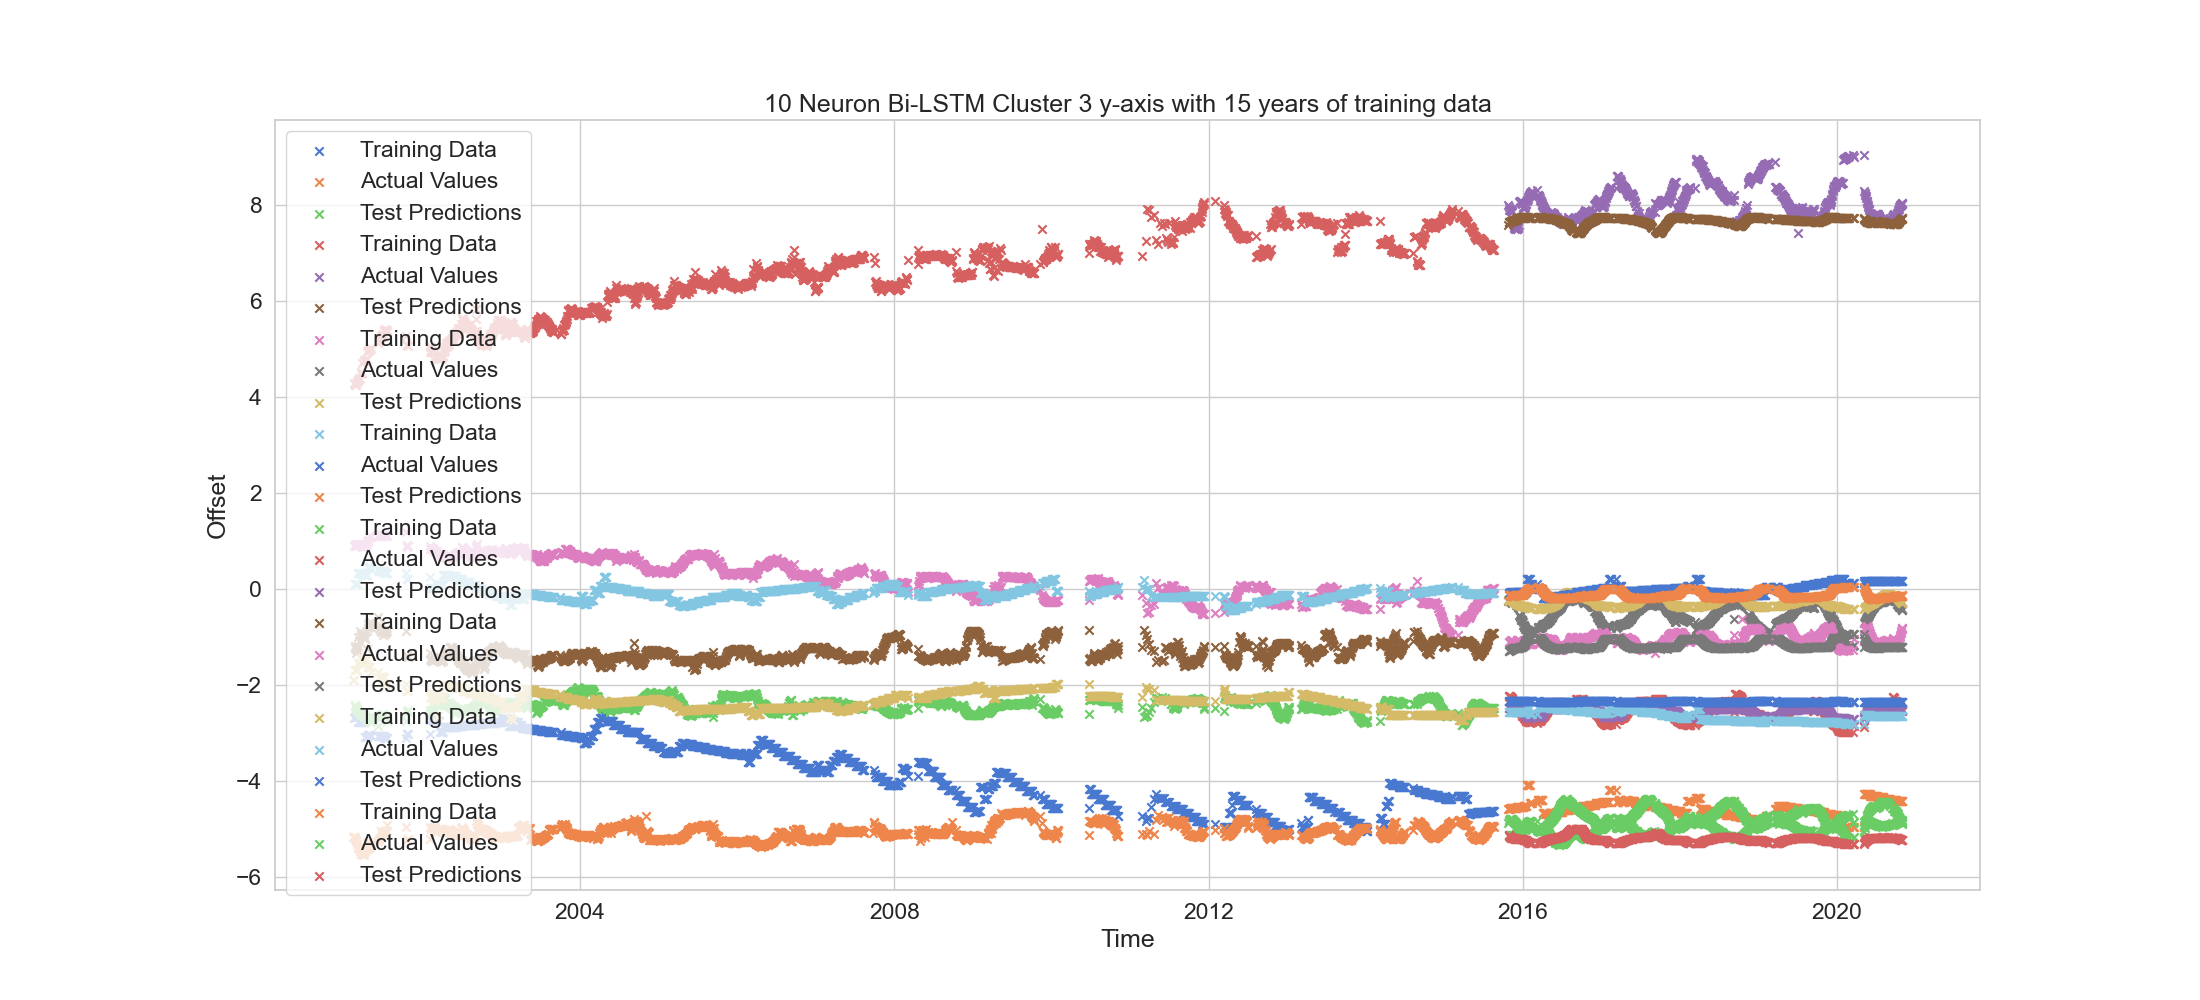 10 Neuron Bi-LSTM Cluster 3 y-axis with 15 years of training data
Training Data
Actual Values
Test Predictions
Training Data
Actual Values
Test Predictions
Training Data
Actual Values
Test Predictions
Training Data
Actual Values
Test Predictions
Training Data
Actual Values
Test Predictions
Training Data
Actual Values
Test Predictions
Training Data
Actual Values
Test Predictions
Training Data
Actual Values
Test Predictions
Offset
8
6
4
2
0
−2
−4
−6
2004
2008
2012
2016
2020
Time